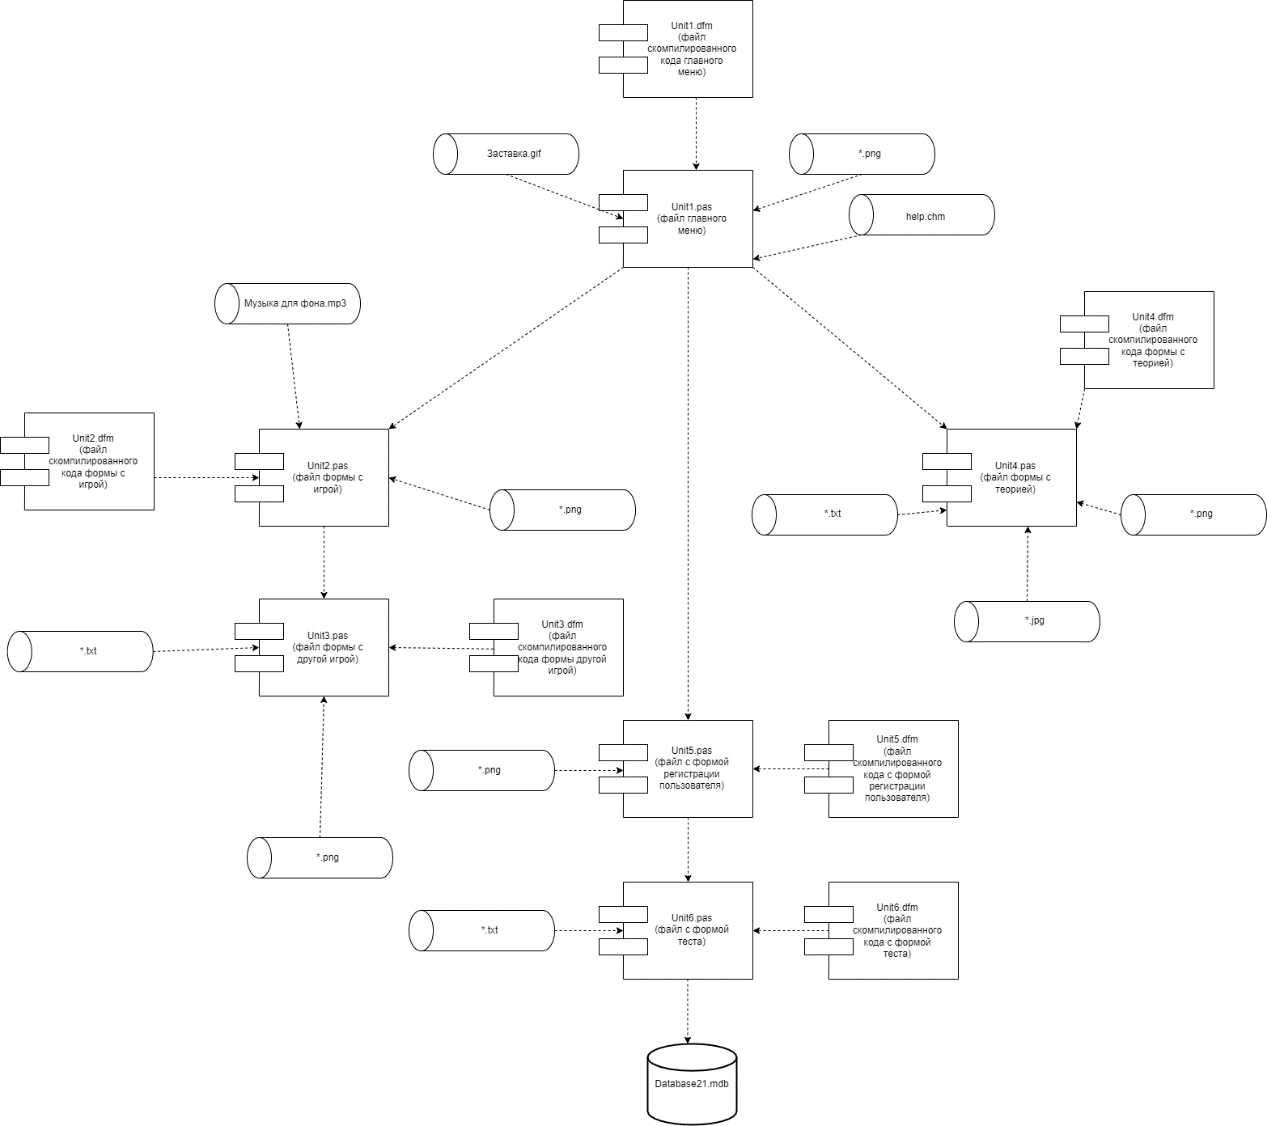 Unit1.dfm
(файл
скомпилированного
кода главного
меню)
Заставка.gif
*.png
Unit1.pas
(файл главного
меню)
help.chm
Музыка для фона.mp3
Unit4.dfm
(файл
скомпилированного
кода формы с
теорией)
Unit2.dfm
(файл
скомпилированного
кода формы с
игрой)
Unit2.pas
(файл формы с
игрой)
*.png
Unit4.pas
(файл формы с
теорией)
*.txt
*.png
*.jpg
Unit3.pas
(файл формы с
другой игрой)
*.txt
Unit3.dfm
(файл
скомпилированного
кода формы другой
игрой)
*.png
Unit5.pas
(файл с формой
регистрации
пользователя)
*.png
Unit5.dfm
(файл
скомпилированного
кода с формой
регистрации
пользователя)
Unit6.pas
(файл с формой
теста)
*.txt
Unit6.dfm
(файл
скомпилированного
кода с формой
теста)
Database21.mdb